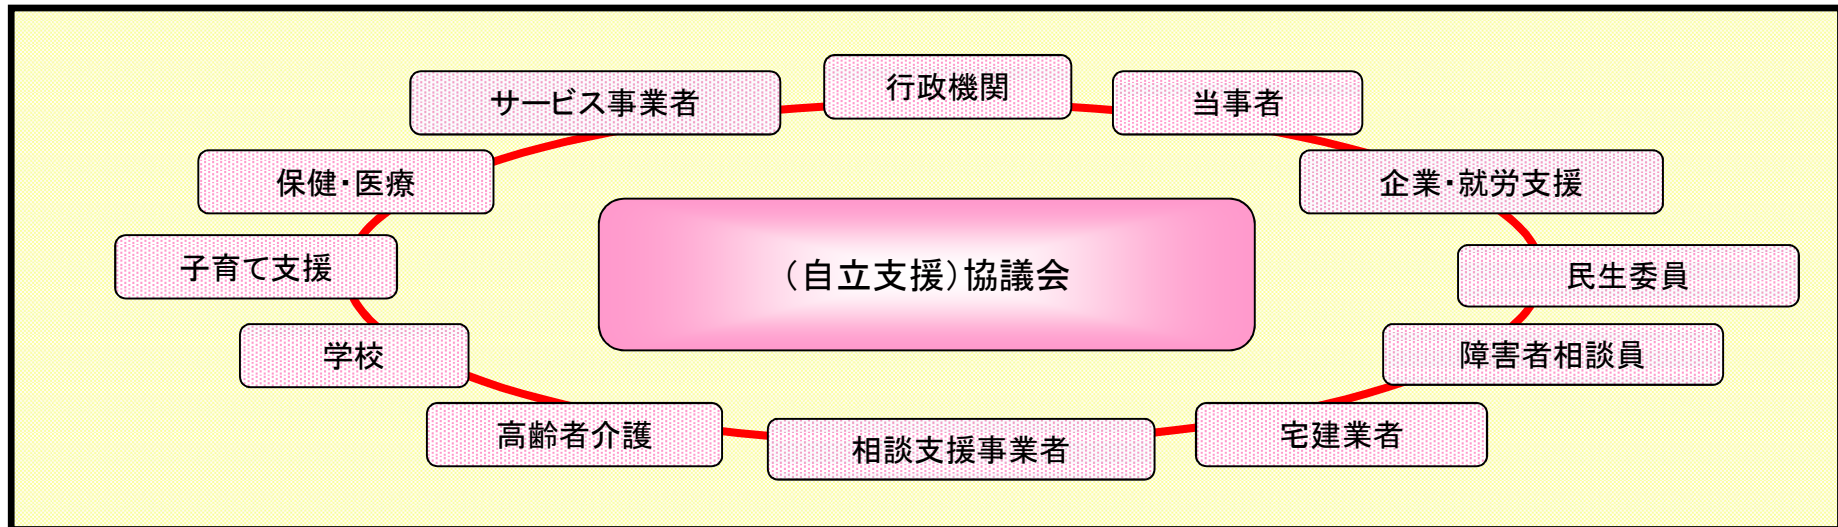 行政機関
サービス事業者
当事者
保健・医療
企業・就労支援
子育て支援
(自立支援)協議会
民生委員
学校
障害者相談員
高齢者介護
相談支援事業者
宅建業者